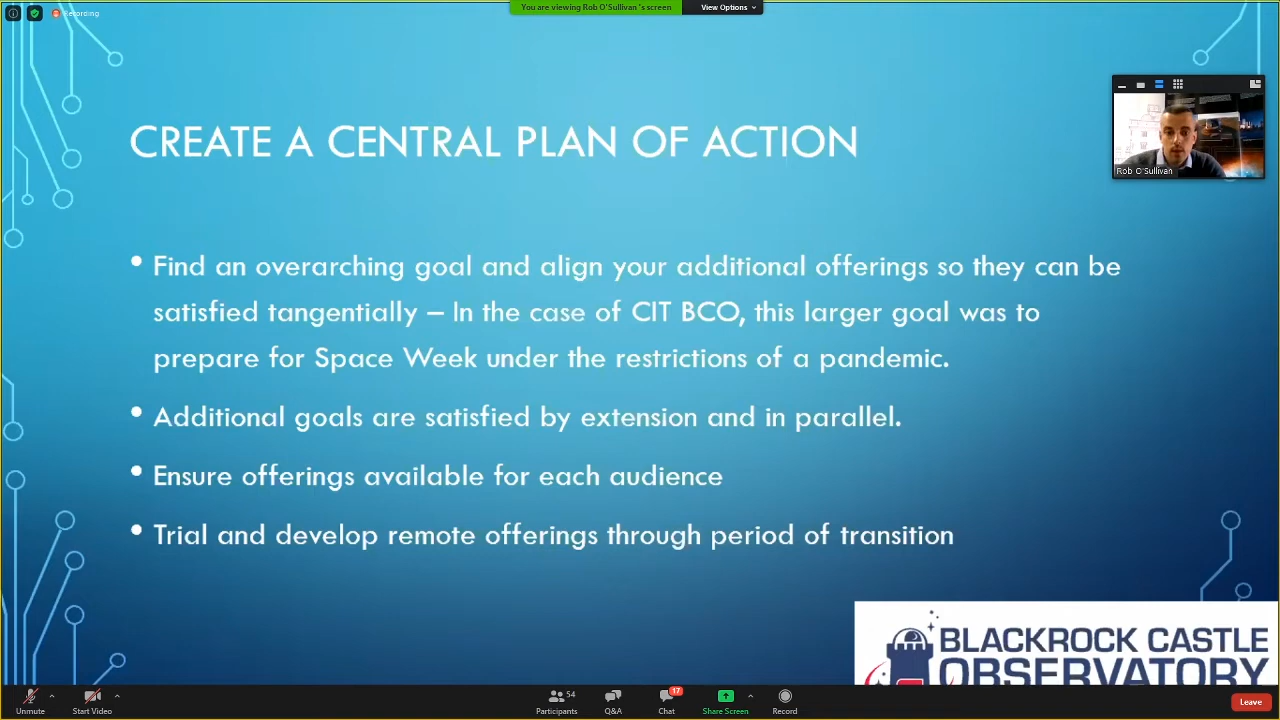 Recording
You are viewing Rob O'Sullivan 's screen
View Options
CREATE A CENTRAL PLAN OF ACTION
Rob O'Sullivan
• Find an overarching goal and align your additional offerings so they can be
satisfied tangentially – In the case of CIT BCO, this larger goal was to
prepare for Space Week under the restrictions of a pandemic.
• Additional goals are satisfied by extension and in parallel.
• Ensure offerings available for each audience
• Trial and develop remote offerings through period of transition
BLACKROCK CASTLE
OBSERVATORY
54
17
Unmute
Start Video
Participants
Q&A
Chat
Share Screen
Record
Leave